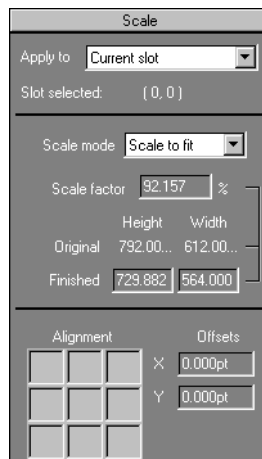 Scale
Apply to Current slot
Slot selected: ( 0, 0 )
Scale mode Scale to fit
Scale factor 92.157 %
Height Width
Original 792.00... 612.00...
Finished 729.882 564.000
Alignment Offsets
X 0.000pt
Y 0.000pt